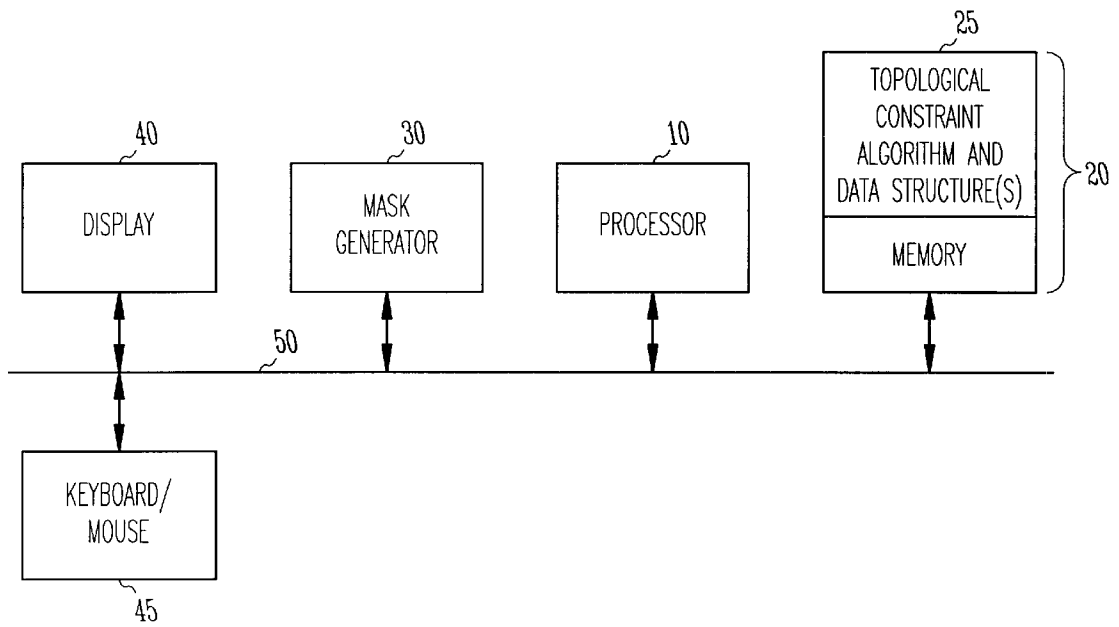 25
TOPOLOGICAL
CONSTRAINT
ALGORITHM AND
DATA STRUCTURE(S)
MEMORY
20
40
DISPLAY
30
MASK
GENERATOR
10
PROCESSOR
50
KEYBOARD/
MOUSE
45